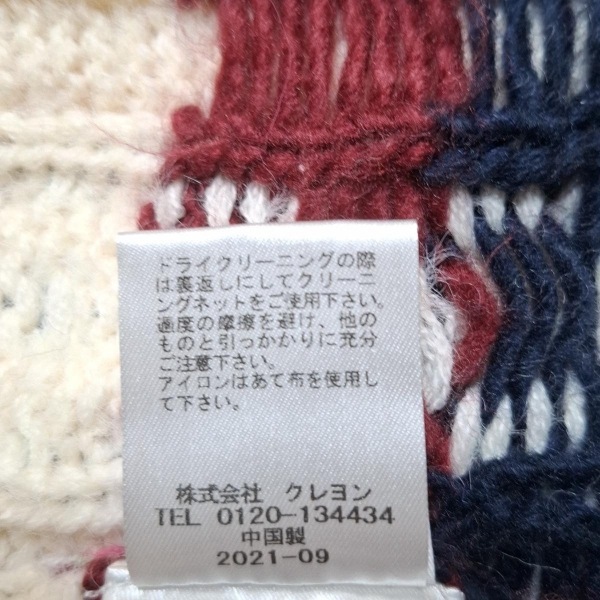 ドライクリーニングの際
は裏返しにしてクリーニ
ングネットをご使用下さい。
過度の摩擦を避け、他の
ものと引っかかりに充分
ご注意下さい。
アイロンはあて布を使用し
て下さい。
株式会社 クレヨン
TEL 0120-134434
中国製
2021-09